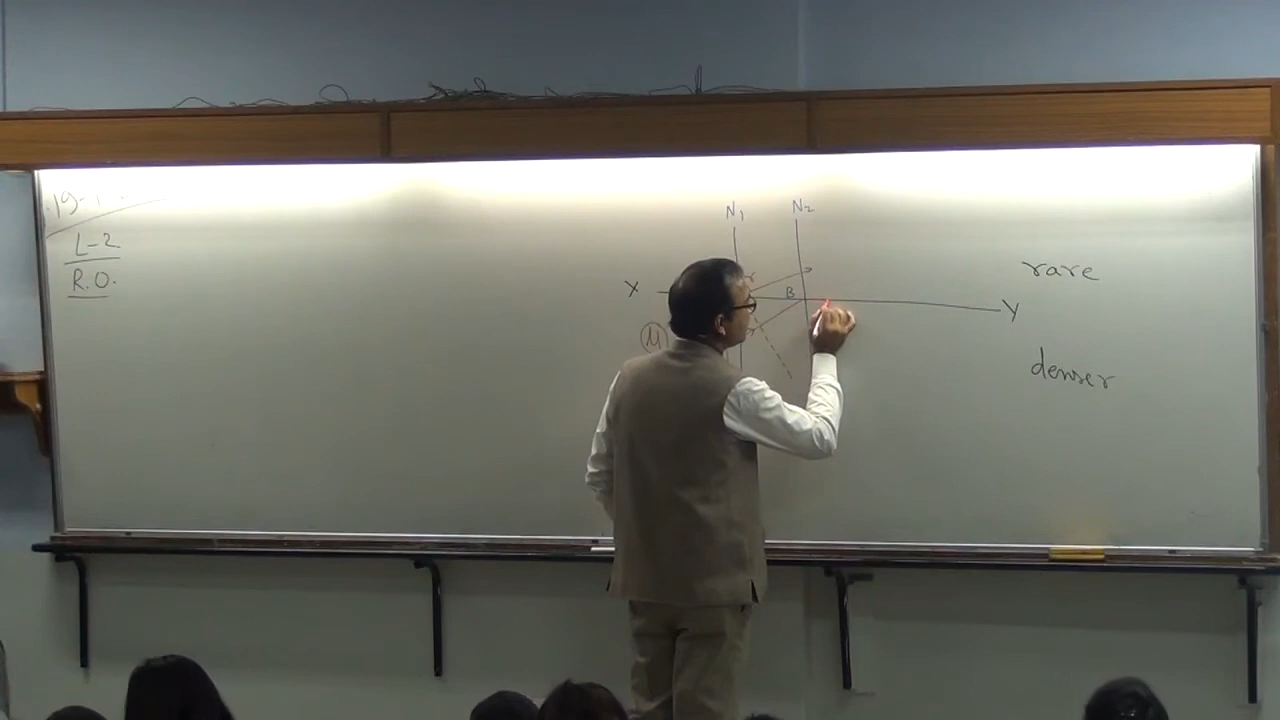 L-2
R.O.
N1 N2
rare
r
X B Y
μ
r
denser